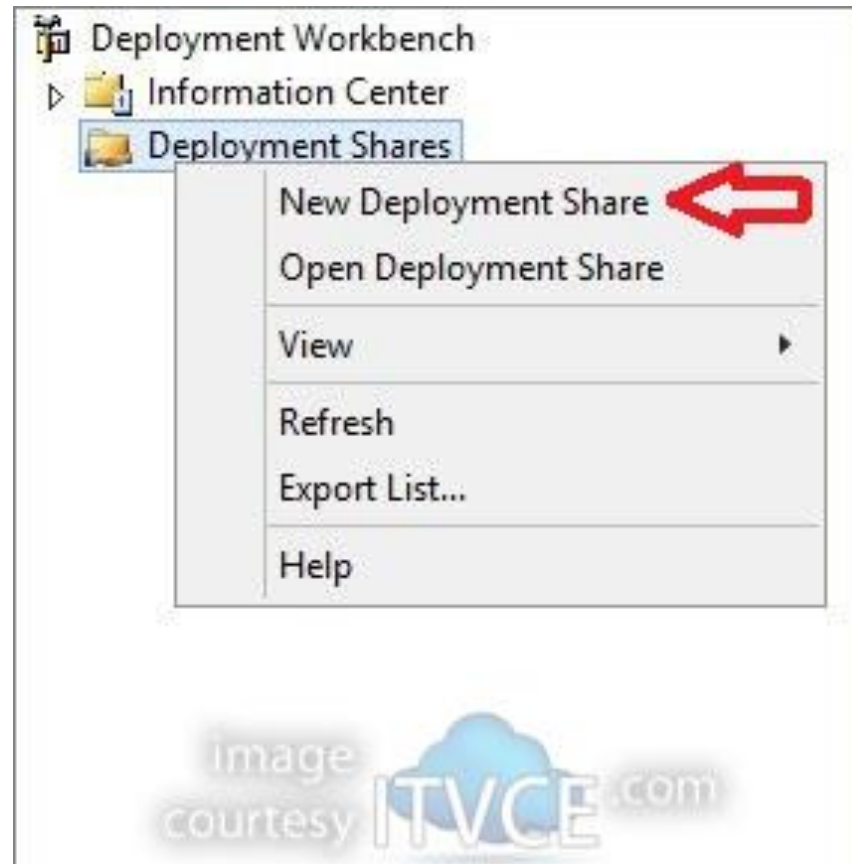 Deployment Workbench
Information Center
Deployment Shares
New Deployment Share
Open Deployment Share
View
Refresh
Export List...
Help
image
courtesy ITVCE.com